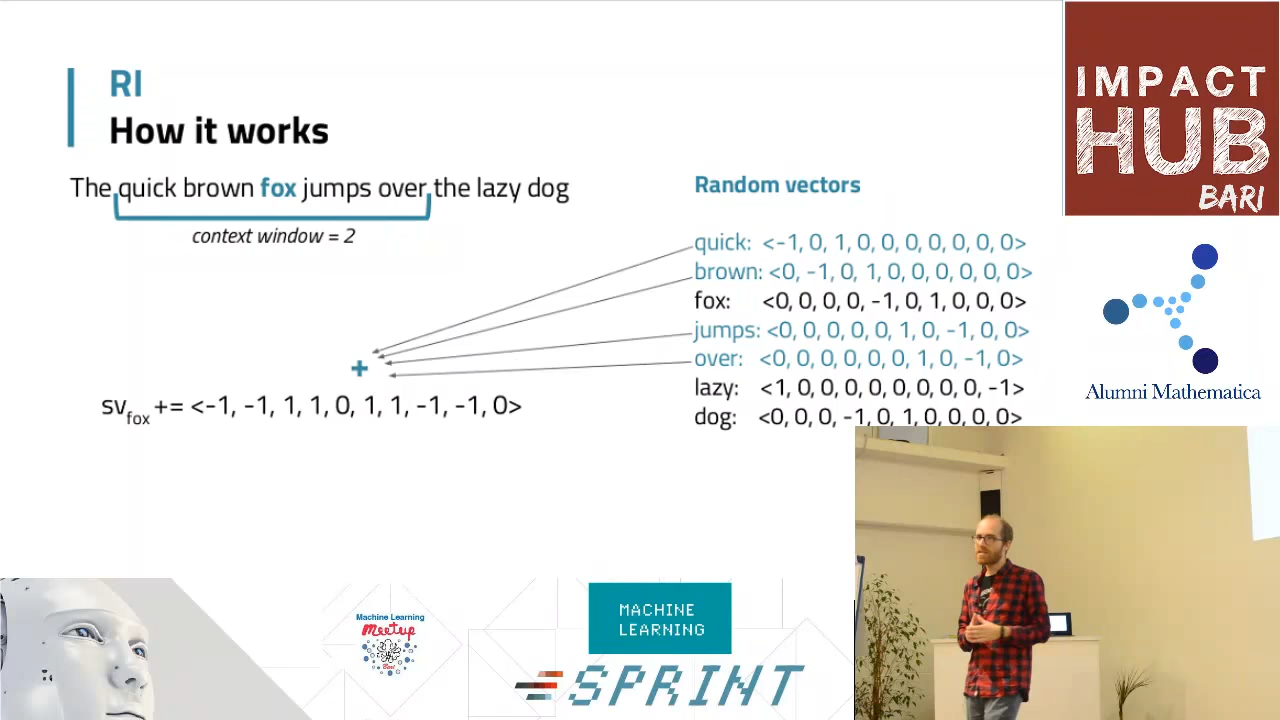 RI
How it works
The quick brown fox jumps over the lazy dog
context window = 2
+
sv_fox += <-1, -1, 1, 1, 0, 1, 1, -1, -1, 0>
Random vectors
quick: <-1, 0, 1, 0, 0, 0, 0, 0, 0, 0>
brown: <0, -1, 0, 1, 0, 0, 0, 0, 0, 0>
fox: <0, 0, 0, 0, -1, 0, 1, 0, 0, 0>
jumps: <0, 0, 0, 0, 0, 1, 0, -1, 0, 0>
over: <0, 0, 0, 0, 0, 0, 1, 0, -1, 0>
lazy: <1, 0, 0, 0, 0, 0, 0, 0, 0, -1>
dog: <0, 0, 0, -1, 0, 1, 0, 0, 0, 0>
IMPACT
HUB
BARI
Alumni Mathematica
Machine Learning
Meetup
Bari
MACHINE
LEARNING
SPRINT